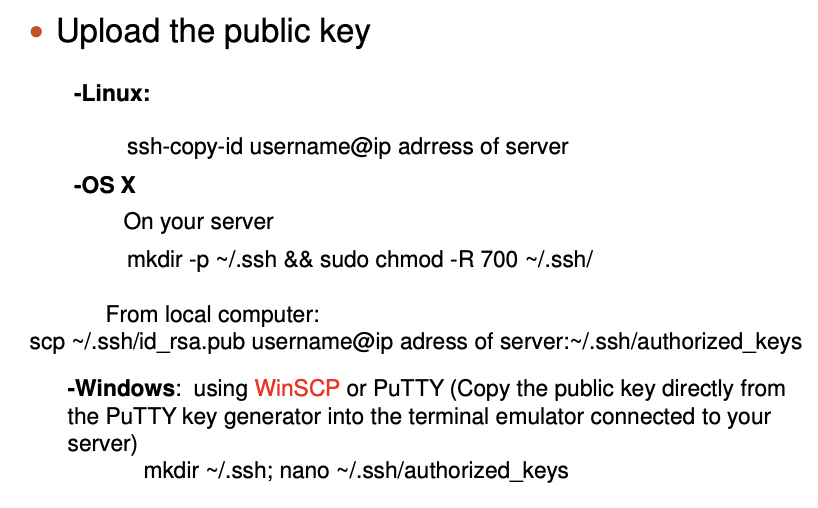 • Upload the public key
-Linux:
ssh-copy-id username@ip adrress of server
-OS X
On your server
mkdir -p ~/.ssh && sudo chmod -R 700 ~/.ssh/
From local computer:
scp ~/.ssh/id_rsa.pub username@ip adress of server:~/.ssh/authorized_keys
-Windows: using WinSCP or PuTTY (Copy the public key directly from
the PuTTY key generator into the terminal emulator connected to your
server)
mkdir ~/.ssh; nano ~/.ssh/authorized_keys